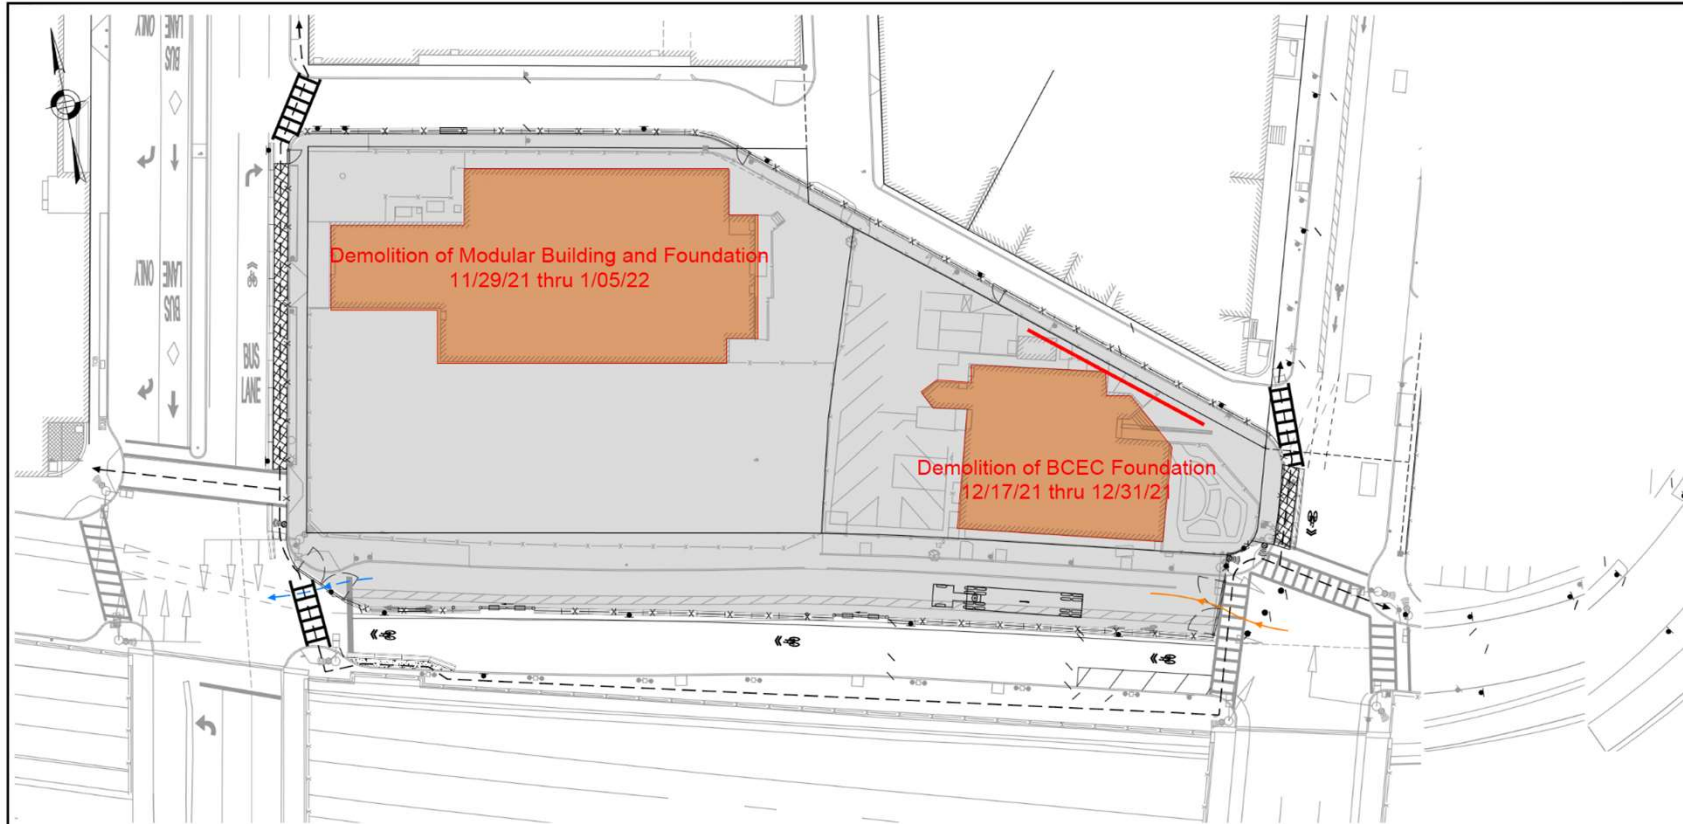 ONLY
LANE
BUS
Demolition of Modular Building and Foundation
11/29/21 thru 1/05/22
ONLY
LANE
BUS
BUS
LANE
Demolition of BCEC Foundation
12/17/21 thru 12/31/21